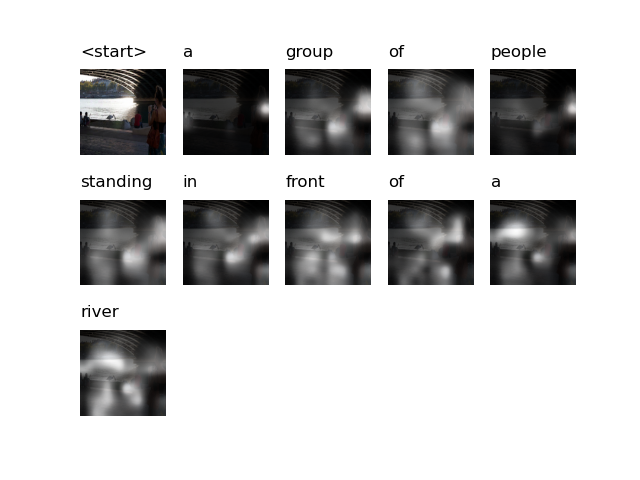 <start> a group of people
standing in front of a
river